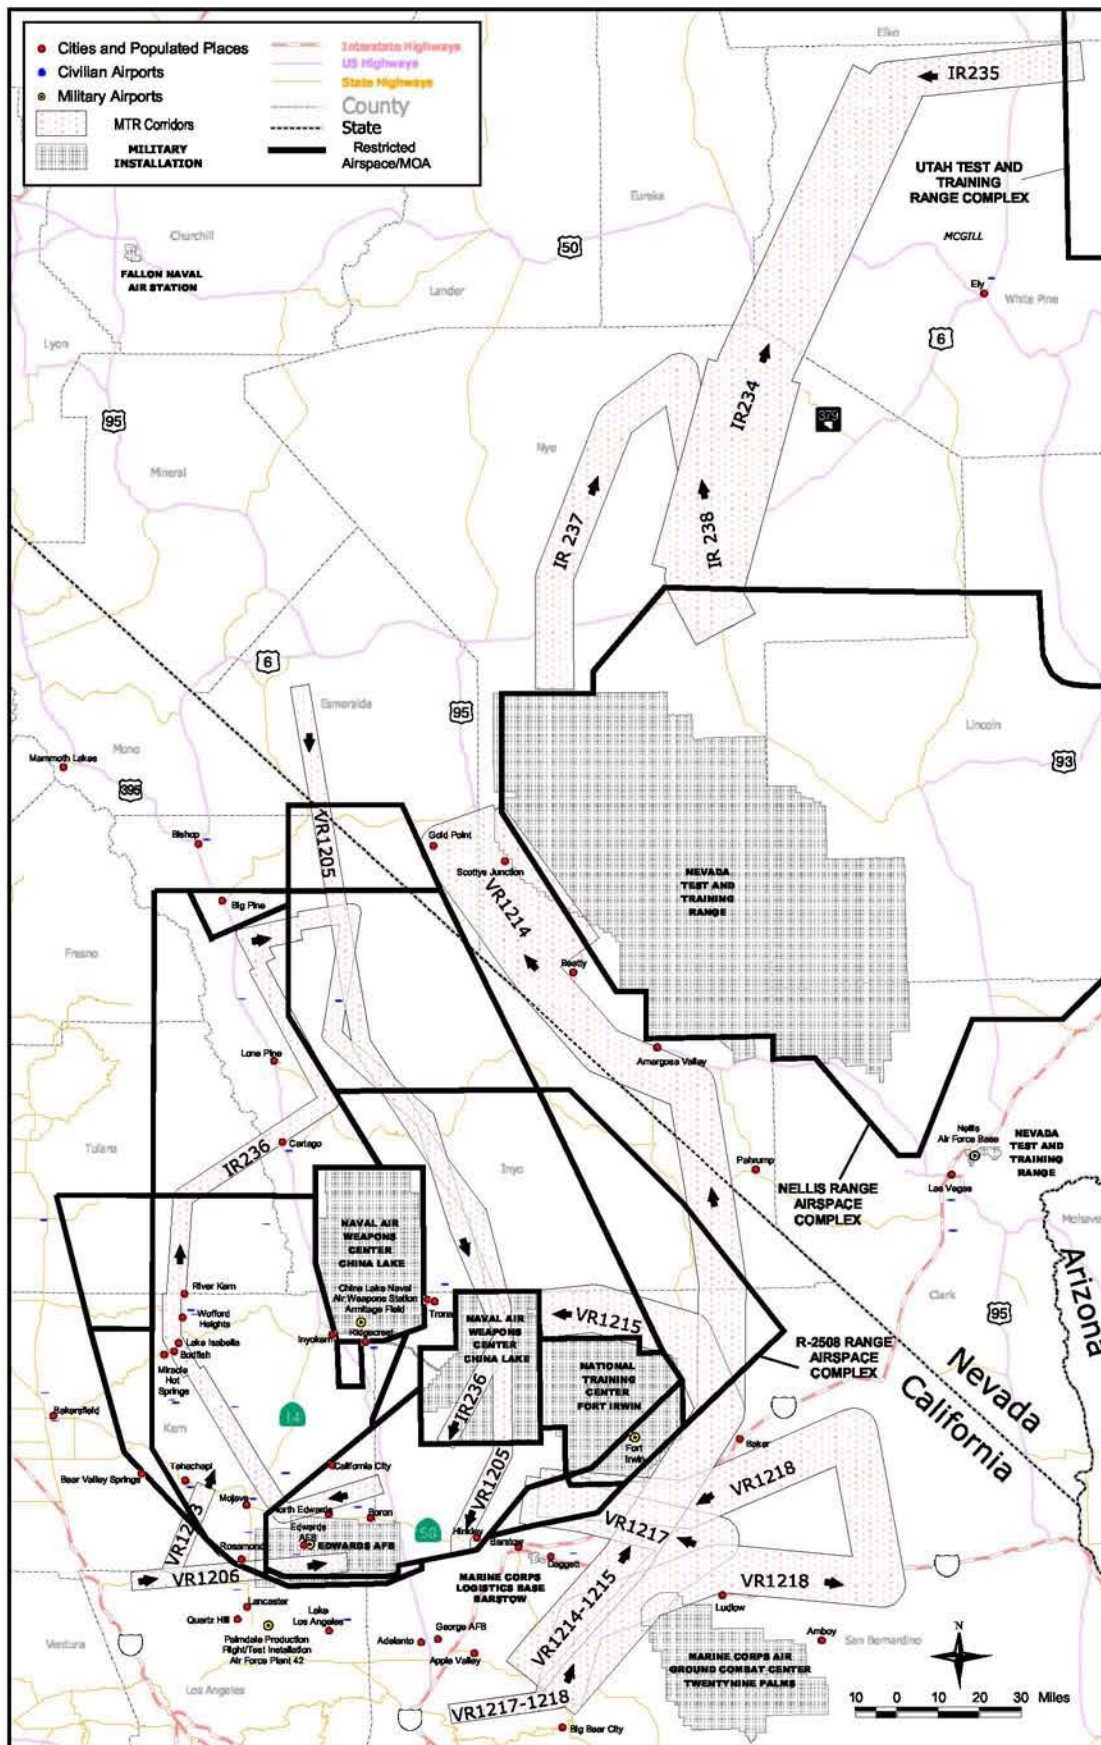 Cities and Populated Places
Civilian Airports
Military Airports
MTR Corridors
MILITARY
INSTALLATION
Interstate Highways
US Highways
State Highways
County
State
Restricted
Airspace/MOA
Elko
IR235
UTAH TEST AND
TRAINING
RANGE COMPLEX
Eureka
Churchill
50
MCGILL
FALLON NAVAL
AIR STATION
Lander
Ely
White Pine
Lyon
6
95
IR234
379
Nye
Mineral
IR 237
IR 238
6
Esmeralda
95
Lincoln
Mono
Mammoth Lakes
93
395
VR1205
Bishop
Gold Point
Scottys Junction
NEVADA
TEST AND
TRAINING
RANGE
VR1214
Big Pine
Fresno
Beatty
Lone Pine
Amargosa Valley
Nellis
Air Force Base
NEVADA
TEST AND
TRAINING
RANGE
Cartago
Tulare
IR236
Inyo
Pahrump
Las Vegas
NELLIS RANGE
AIRSPACE
COMPLEX
Mohave
Arizona
NAVAL AIR
WEAPONS
CENTER
CHINA LAKE
China Lake Naval
Air Weapons Station
Armitage Field
River Kern
Wofford
Heights
Trona
Clark
95
Inyokern
Ridgecrest
NAVAL AIR
WEAPONS
CENTER
CHINA LAKE
VR1215
Lake Isabella
Bodfish
Miracle
Hot
Springs
R-2508 RANGE
AIRSPACE
COMPLEX
NATIONAL
TRAINING
CENTER
FORT IRWIN
Nevada
California
IR236
Bakersfield
14
Kern
Fort
Irwin
Baker
Tehachapi
Bear Valley Springs
California City
VR1205
VR1218
Mojave
North Edwards
Boron
58
Hinkley
VR1217
Edwards
AFB
EDWARDS AFB
Barstow
Rosamond
Daggett
VR1206
MARINE CORPS
LOGISTICS BASE
BARSTOW
VR1218
Lancaster
Ludlow
Quartz Hill
Lake
Los Angeles
VR1214-1215
George AFB
Amboy
Adelanto
San Bernardino
Ventura
Palmdale Production
Flight/Test Installation
Air Force Plant 42
Apple Valley
MARINE CORPS AIR
GROUND COMBAT CENTER
TWENTYNINE PALMS
N
Los Angeles
VR1217-1218
Big Bear City
10 0 10 20 30 Miles